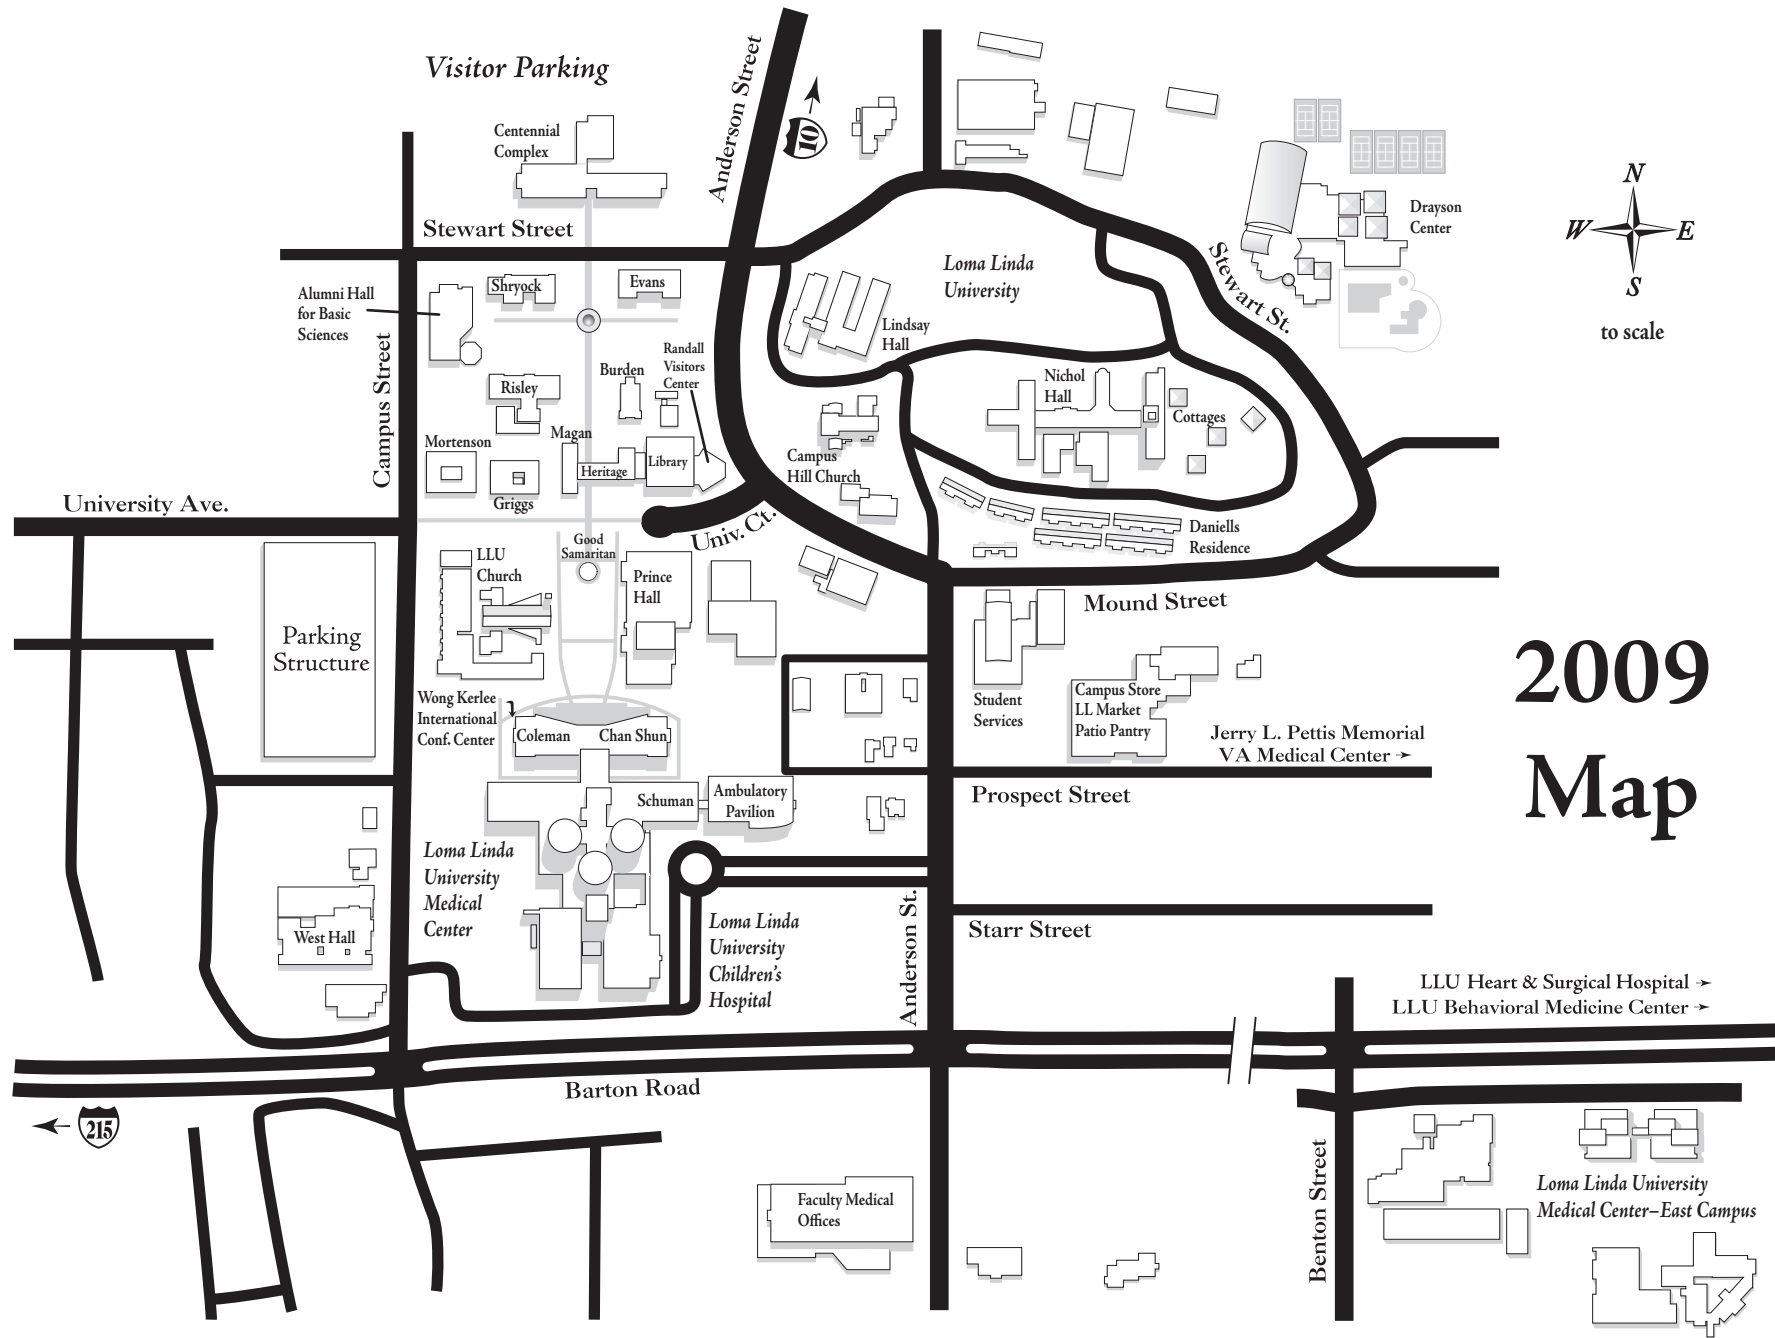 Visitor Parking
Anderson Street
10
Centennial
Complex
N
W
E
S
to scale
Drayson
Center
Stewart Street
Stewart St.
Loma Linda
University
Alumni Hall
for Basic
Sciences
Shryock
Evans
Lindsay
Hall
Campus Street
Risley
Burden
Randall
Visitors
Center
Nichol
Hall
Cottages
Mortenson
Magan
Heritage
Library
Griggs
Campus
Hill Church
University Ave.
Univ. Ct.
Daniells
Residence
LLU
Church
Good
Samaritan
Prince
Hall
Mound Street
Parking
Structure
2009
Map
Wong Kerlee
International
Conf. Center
Coleman
Chan Shun
Student
Services
Campus Store
LL Market
Patio Pantry
Jerry L. Pettis Memorial
VA Medical Center
Prospect Street
Schuman
Ambulatory
Pavilion
Loma Linda
University
Medical
Center
West Hall
Loma Linda
University
Children's
Hospital
Anderson St.
Starr Street
LLU Heart & Surgical Hospital
LLU Behavioral Medicine Center
Barton Road
215
Faculty Medical
Offices
Benton Street
Loma Linda University
Medical Center–East Campus